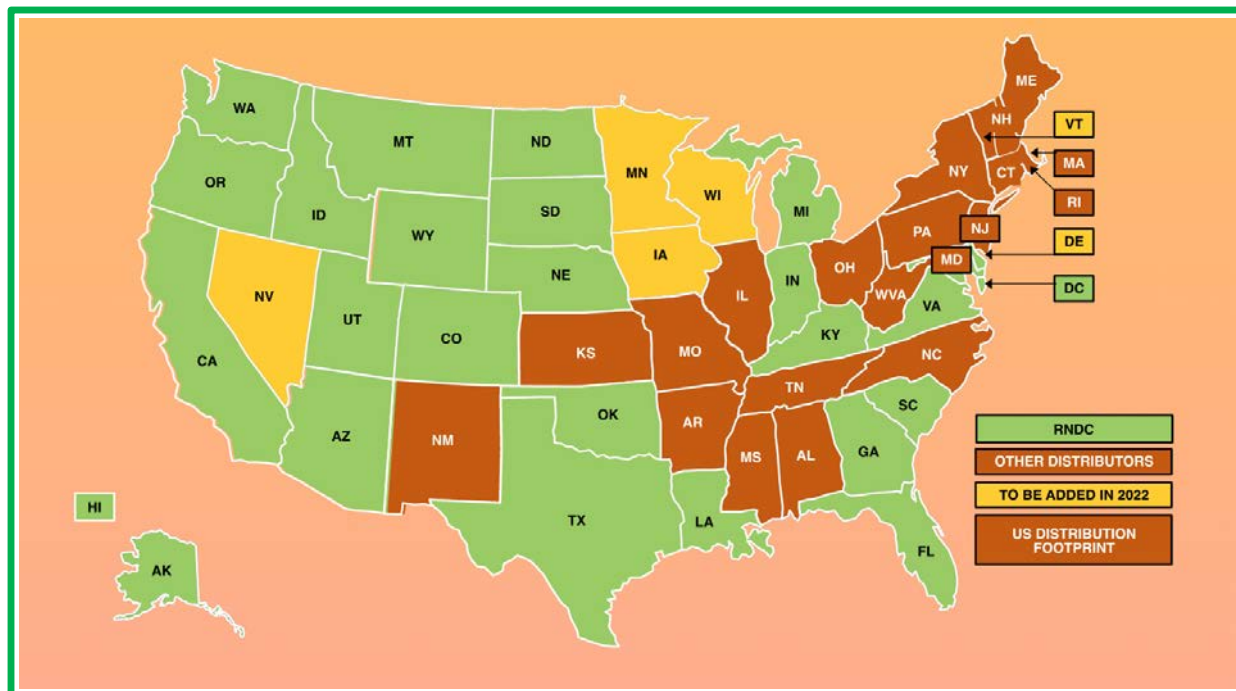 WA
OR
CA
NV
ID
MT
WY
UT
AZ
CO
NM
ND
SD
NE
KS
OK
TX
MN
IA
MO
AR
LA
WI
IL
MI
IN
KY
TN
MS
AL
OH
WVA
VA
NC
SC
GA
FL
PA
NY
ME
NH
CT
NJ
MD
VT
MA
RI
DE
DC
HI
AK
RNDC
OTHER DISTRIBUTORS
TO BE ADDED IN 2022
US DISTRIBUTION
FOOTPRINT